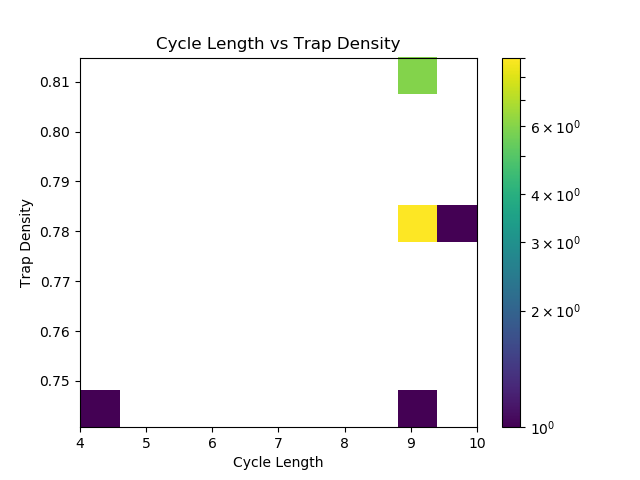 Cycle Length vs Trap Density
Trap Density
0.81
0.80
0.79
0.78
0.77
0.76
0.75
4 5 6 7 8 9 10
Cycle Length
6 × 10⁰
4 × 10⁰
3 × 10⁰
2 × 10⁰
10⁰